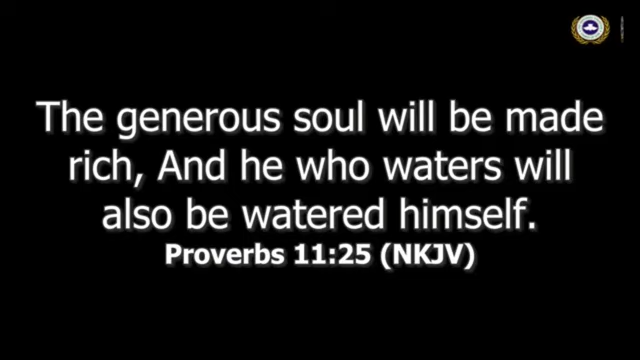 The generous soul will be made
rich, And he who waters will
also be watered himself.
Proverbs 11:25 (NKJV)